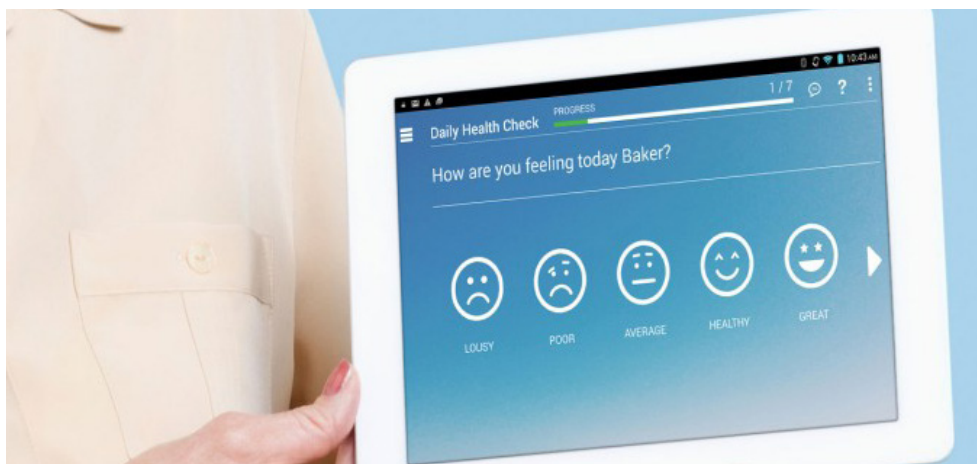 10:43 AM
PROGRESS
1 / 7
Daily Health Check
?
How are you feeling today Baker?
LOUSY
POOR
AVERAGE
HEALTHY
GREAT